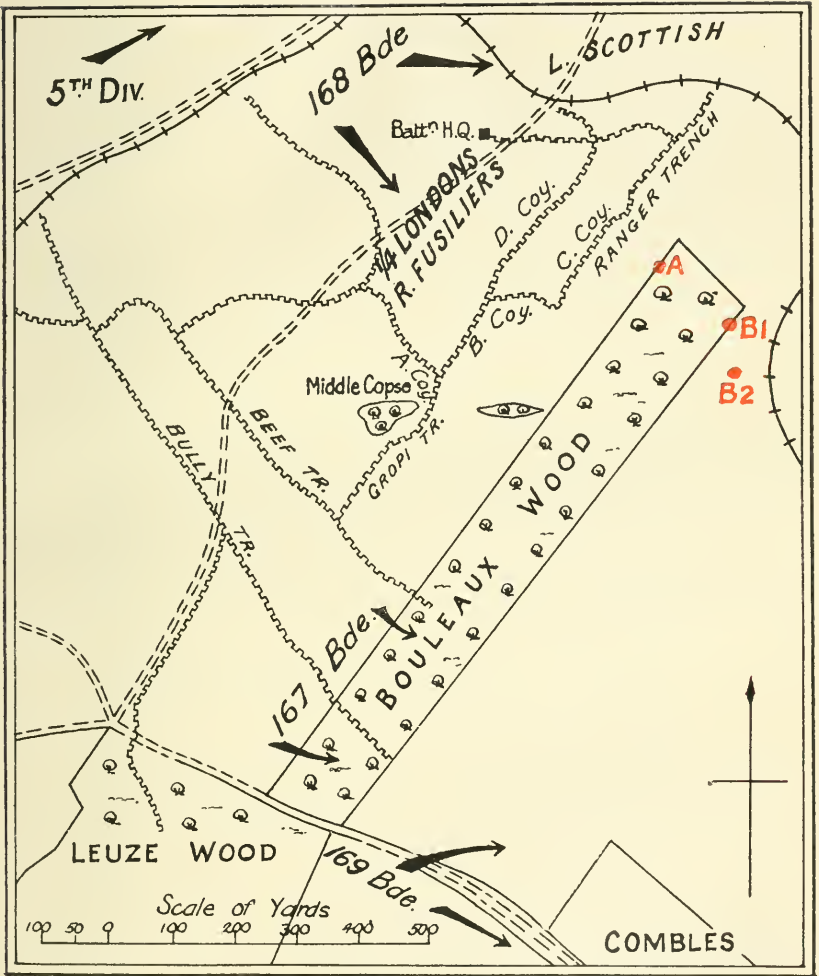 L. SCOTTISH
168 Bde
5TH DIV.
Battn H.Q.
1/4 LONDONS
R. FUSILIERS
D. Coy.
C. Coy.
RANGER TRENCH
A
B. Coy.
B1
A. Coy.
Middle Copse
B2
BEEF TR.
GROPI TR.
BULLY TR.
BOULEAUX WOOD
167 Bde.
LEUZE WOOD
169 Bde.
Scale of Yards
100 50 0 100 200 300 400 500
COMBLES